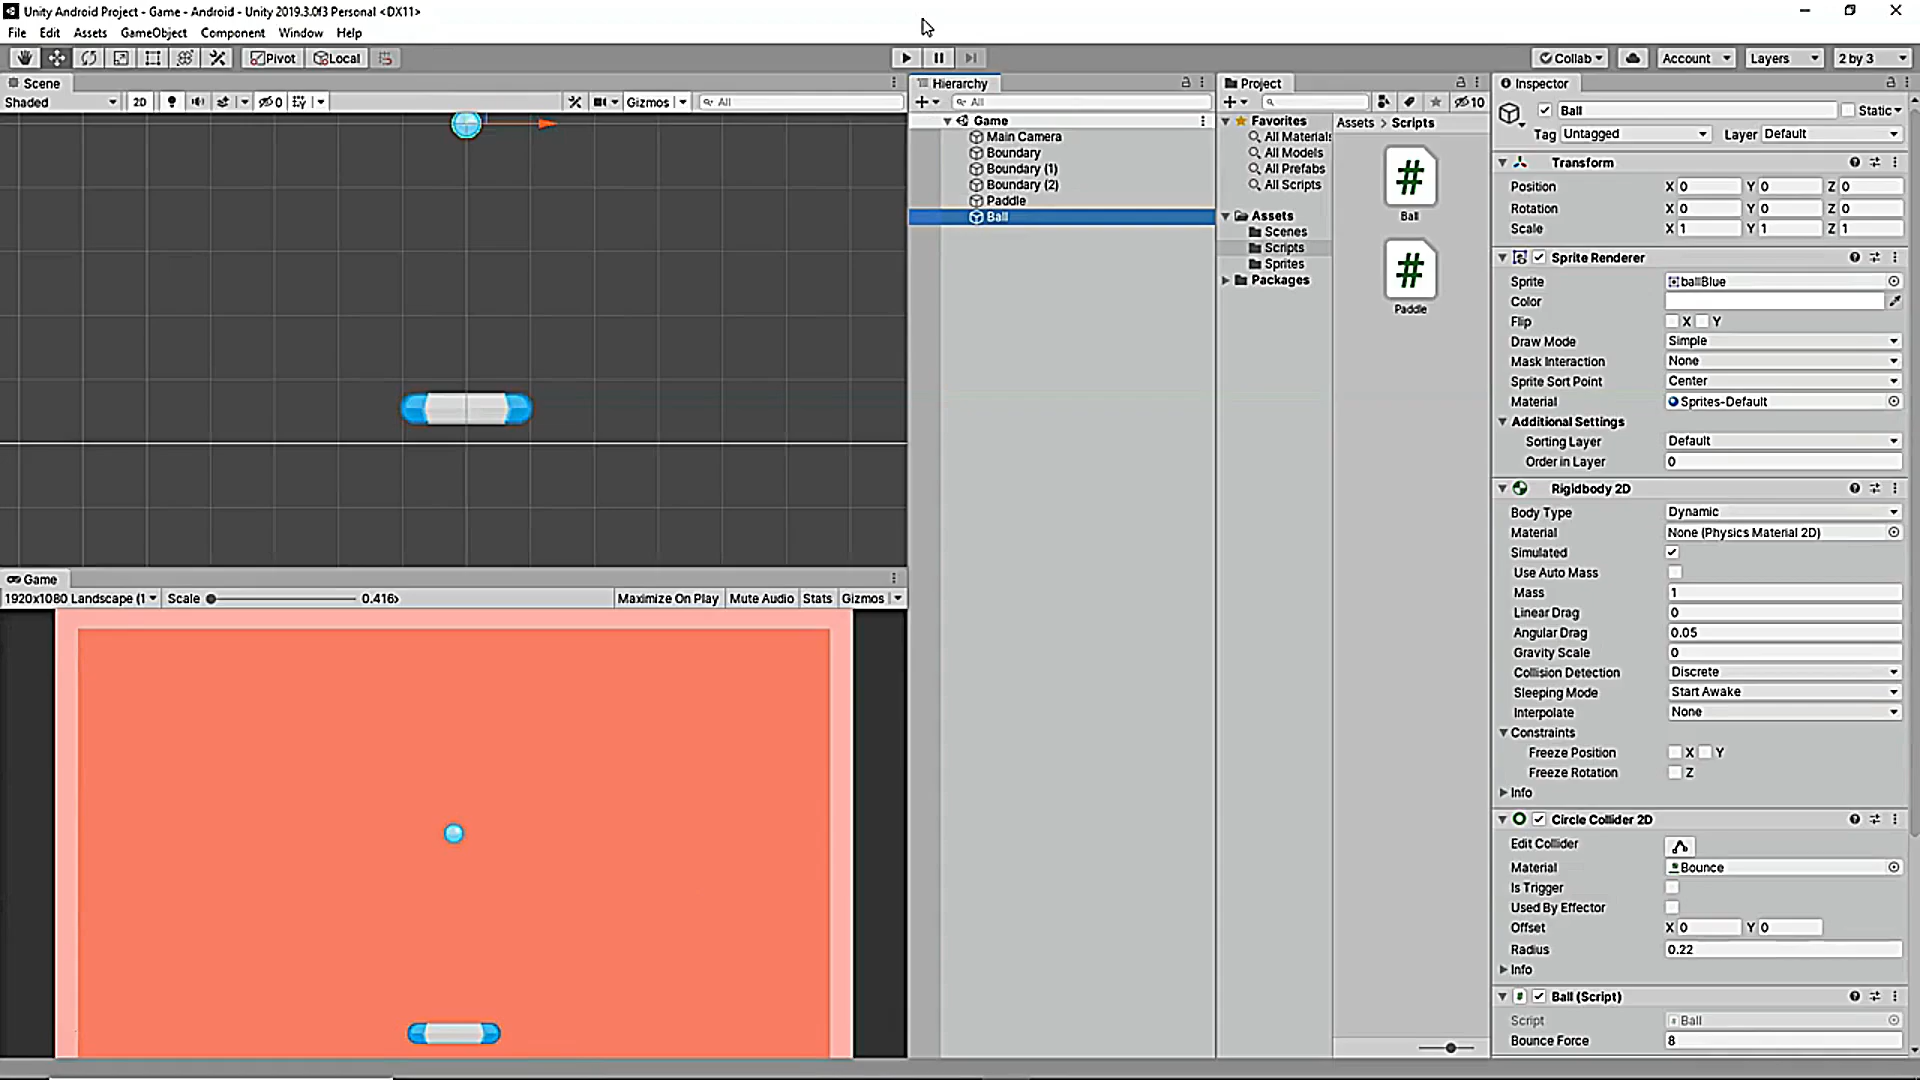 Unity Android Project - Game - Android - Unity 2019.3.0f3 Personal <DX11>
File Edit Assets GameObject Component Window Help
Pivot Local Collab Account Layers 2 by 3
Scene
Shaded 2D 0 Gizmos All
Hierarchy
All
Game
Main Camera
Boundary
Boundary (1)
Boundary (2)
Paddle
Ball
Project
10
Favorites
All Materials
All Models
All Prefabs
All Scripts
Assets
Scenes
Scripts
Sprites
Packages
Assets > Scripts
Ball
Paddle
Game
1920x1080 Landscape (1 Scale 0.416x Maximize On Play Mute Audio Stats Gizmos
Inspector
Ball Static
Tag Untagged Layer Default
Transform
Position X 0 Y 0 Z 0
Rotation X 0 Y 0 Z 0
Scale X 1 Y 1 Z 1
Sprite Renderer
Sprite ballBlue
Color
Flip X Y
Draw Mode Simple
Mask Interaction None
Sprite Sort Point Center
Material Sprites-Default
Additional Settings
Sorting Layer Default
Order in Layer 0
Rigidbody 2D
Body Type Dynamic
Material None (Physics Material 2D)
Simulated
Use Auto Mass
Mass 1
Linear Drag 0
Angular Drag 0.05
Gravity Scale 0
Collision Detection Discrete
Sleeping Mode Start Awake
Interpolate None
Constraints
Freeze Position X Y
Freeze Rotation Z
Info
Circle Collider 2D
Edit Collider
Material Bounce
Is Trigger
Used By Effector
Offset X 0 Y 0
Radius 0.22
Info
Ball (Script)
Script Ball
Bounce Force 8